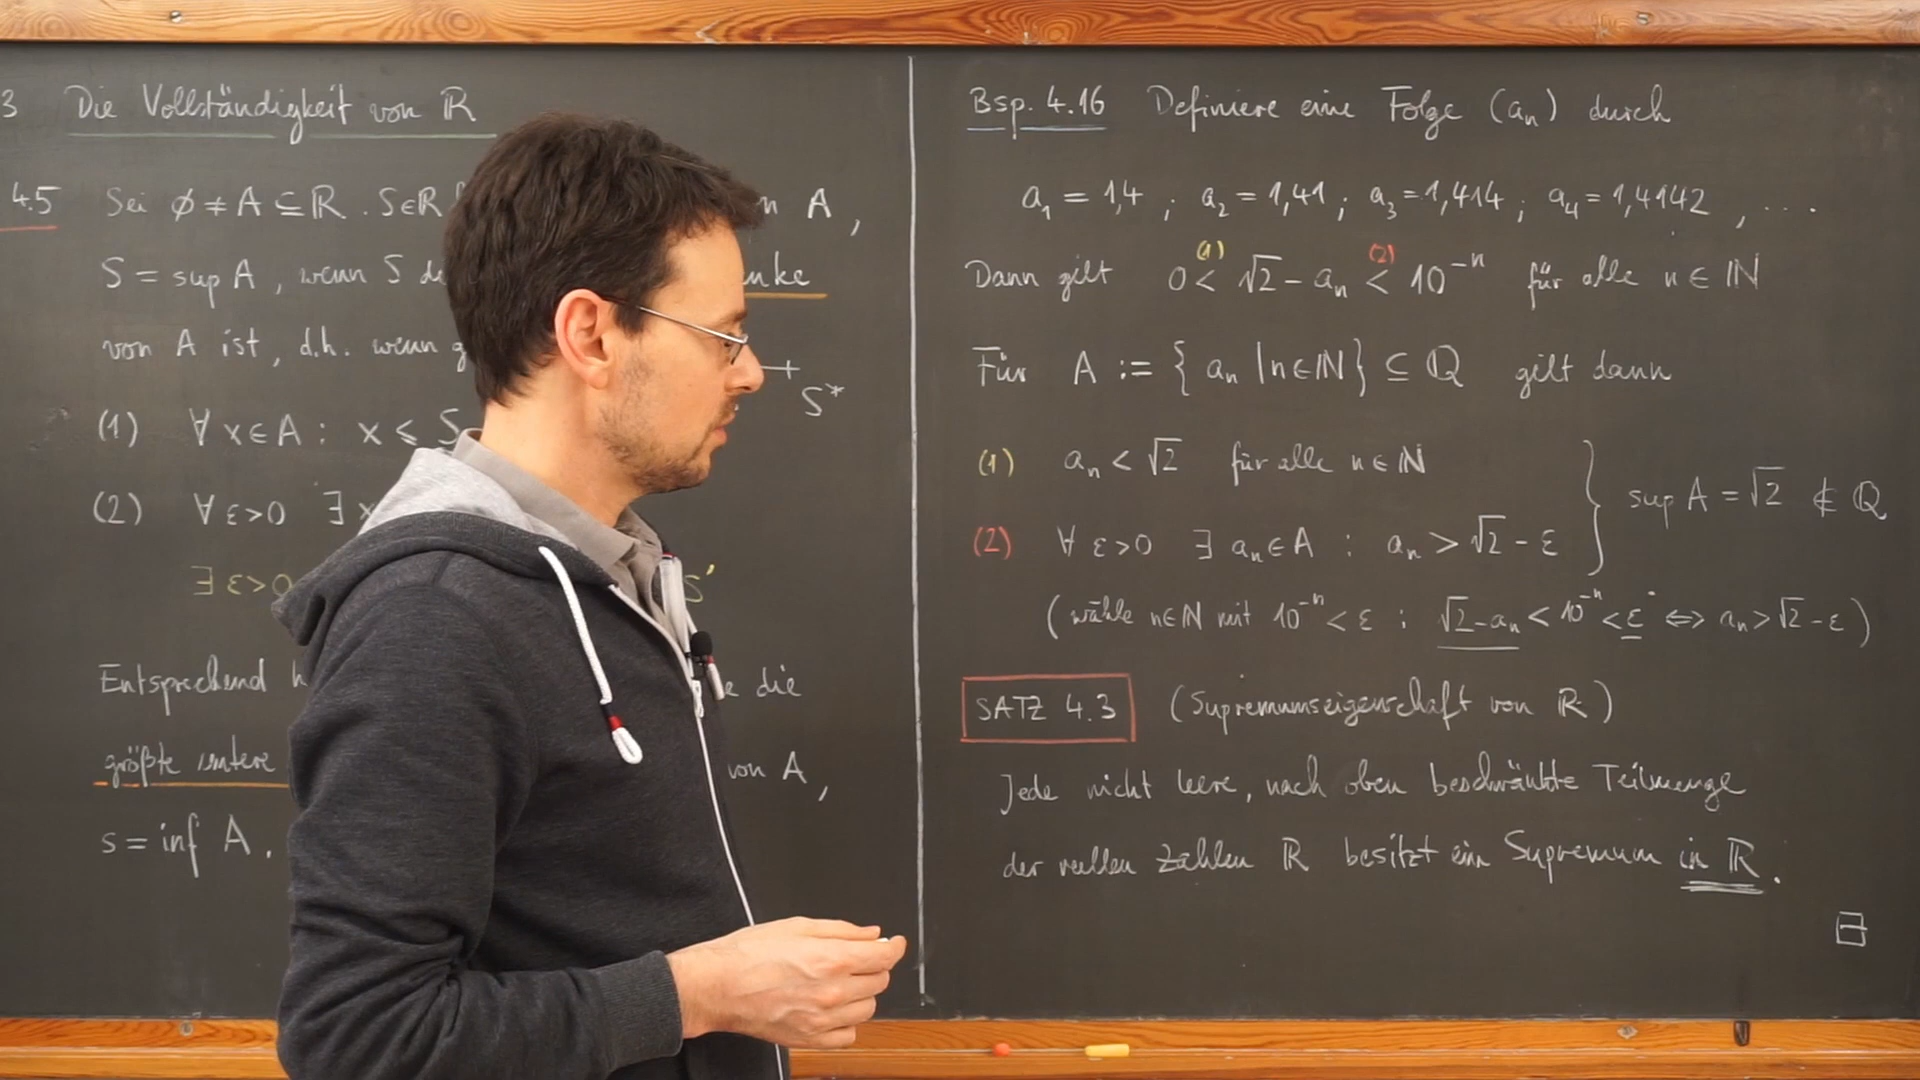 3 Die Vollständigkeit von ℝ
4.5 Sei ∅ ≠ A ⊆ ℝ. S∈ℝ A,
S = sup A, wenn S
von A ist, d.h. wenn
S*
(1) ∀ x∈A : x ≤ S
(2) ∀ ε>0 ∃ x
∃ ε>0 S'
Entsprechend die
größte untere von A,
s = inf A.
Bsp. 4.16 Definiere eine Folge (aₙ) durch
a₁ = 1,4 ; a₂ = 1,41 ; a₃ = 1,414 ; a₄ = 1,4142 , ...
(1) (2)
Dann gilt 0 < √2 - aₙ < 10⁻ⁿ für alle n ∈ ℕ
Für A := { aₙ | n∈ℕ } ⊆ ℚ gilt dann
(1) aₙ < √2 für alle n ∈ ℕ
(2) ∀ ε>0 ∃ aₙ∈A : aₙ > √2 - ε } sup A = √2 ∉ ℚ
(wähle n∈ℕ mit 10⁻ⁿ < ε : √2-aₙ < 10⁻ⁿ < ε ⇔ aₙ > √2 - ε)
SATZ 4.3 (Supremumseigenschaft von ℝ)
Jede nicht leere, nach oben beschränkte Teilmenge
der reellen Zahlen ℝ besitzt ein Supremum in ℝ.